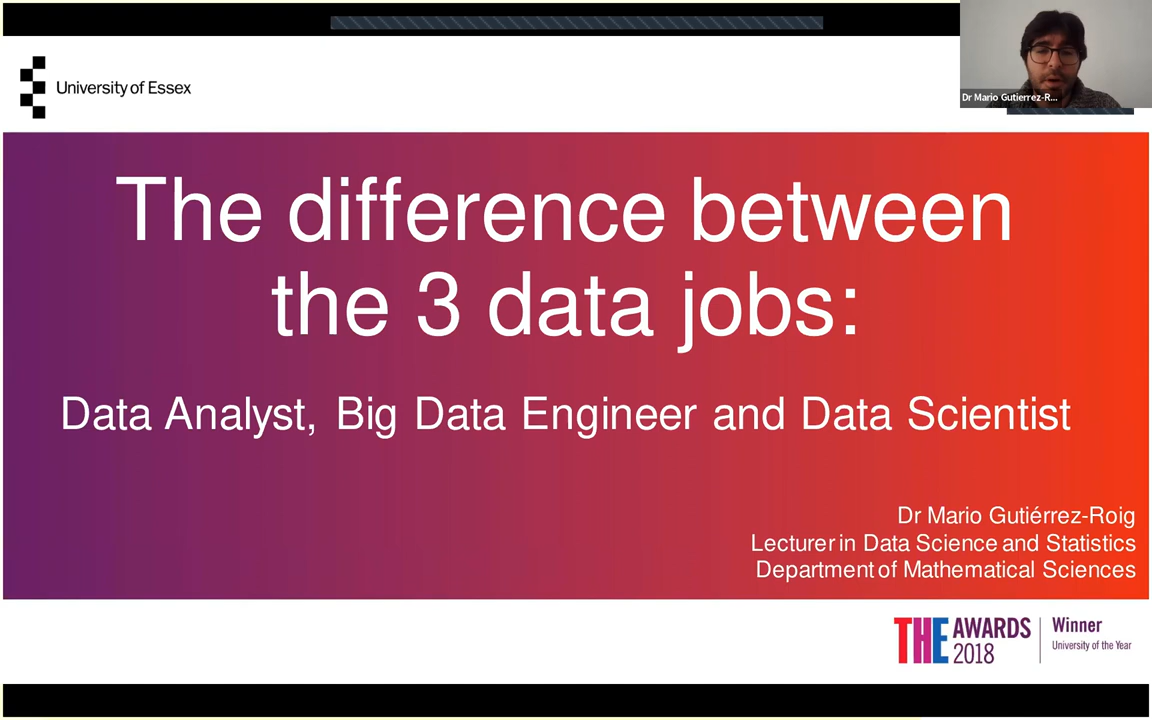 Dr Mario Gutierrez-R...
University of Essex
The difference between
the 3 data jobs:
Data Analyst, Big Data Engineer and Data Scientist
Dr Mario Gutiérrez-Roig
Lecturer in Data Science and Statistics
Department of Mathematical Sciences
THE AWARDS 2018
Winner
University of the Year